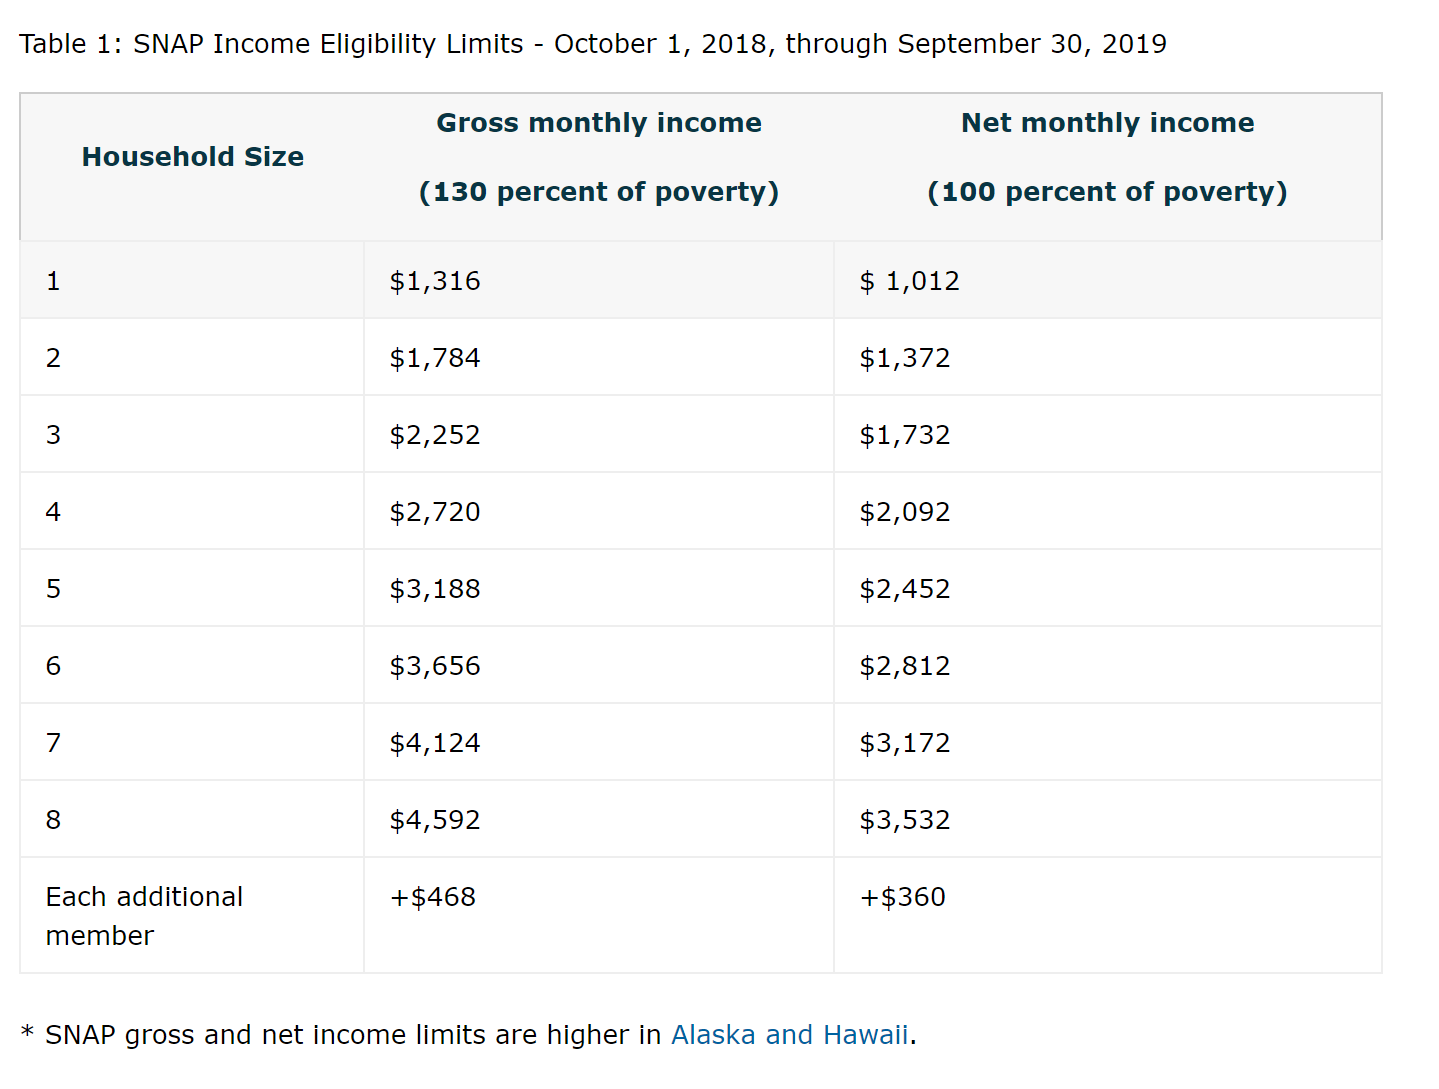 Table 1: SNAP Income Eligibility Limits - October 1, 2018, through September 30, 2019
Household Size
Gross monthly income
(130 percent of poverty)
Net monthly income
(100 percent of poverty)
1 $1,316 $ 1,012
2 $1,784 $1,372
3 $2,252 $1,732
4 $2,720 $2,092
5 $3,188 $2,452
6 $3,656 $2,812
7 $4,124 $3,172
8 $4,592 $3,532
Each additional
member
+$468 +$360
* SNAP gross and net income limits are higher in Alaska and Hawaii.